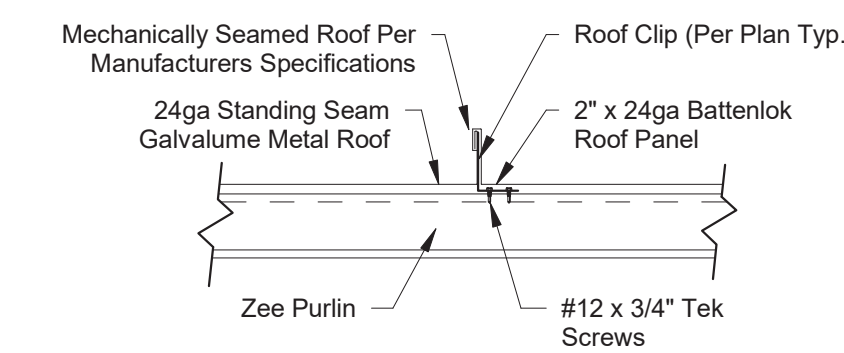 Mechanically Seamed Roof Per
Manufacturers Specifications
Roof Clip (Per Plan Typ.
24ga Standing Seam
Galvalume Metal Roof
2" x 24ga Battenlok
Roof Panel
Zee Purlin
#12 x 3/4" Tek
Screws